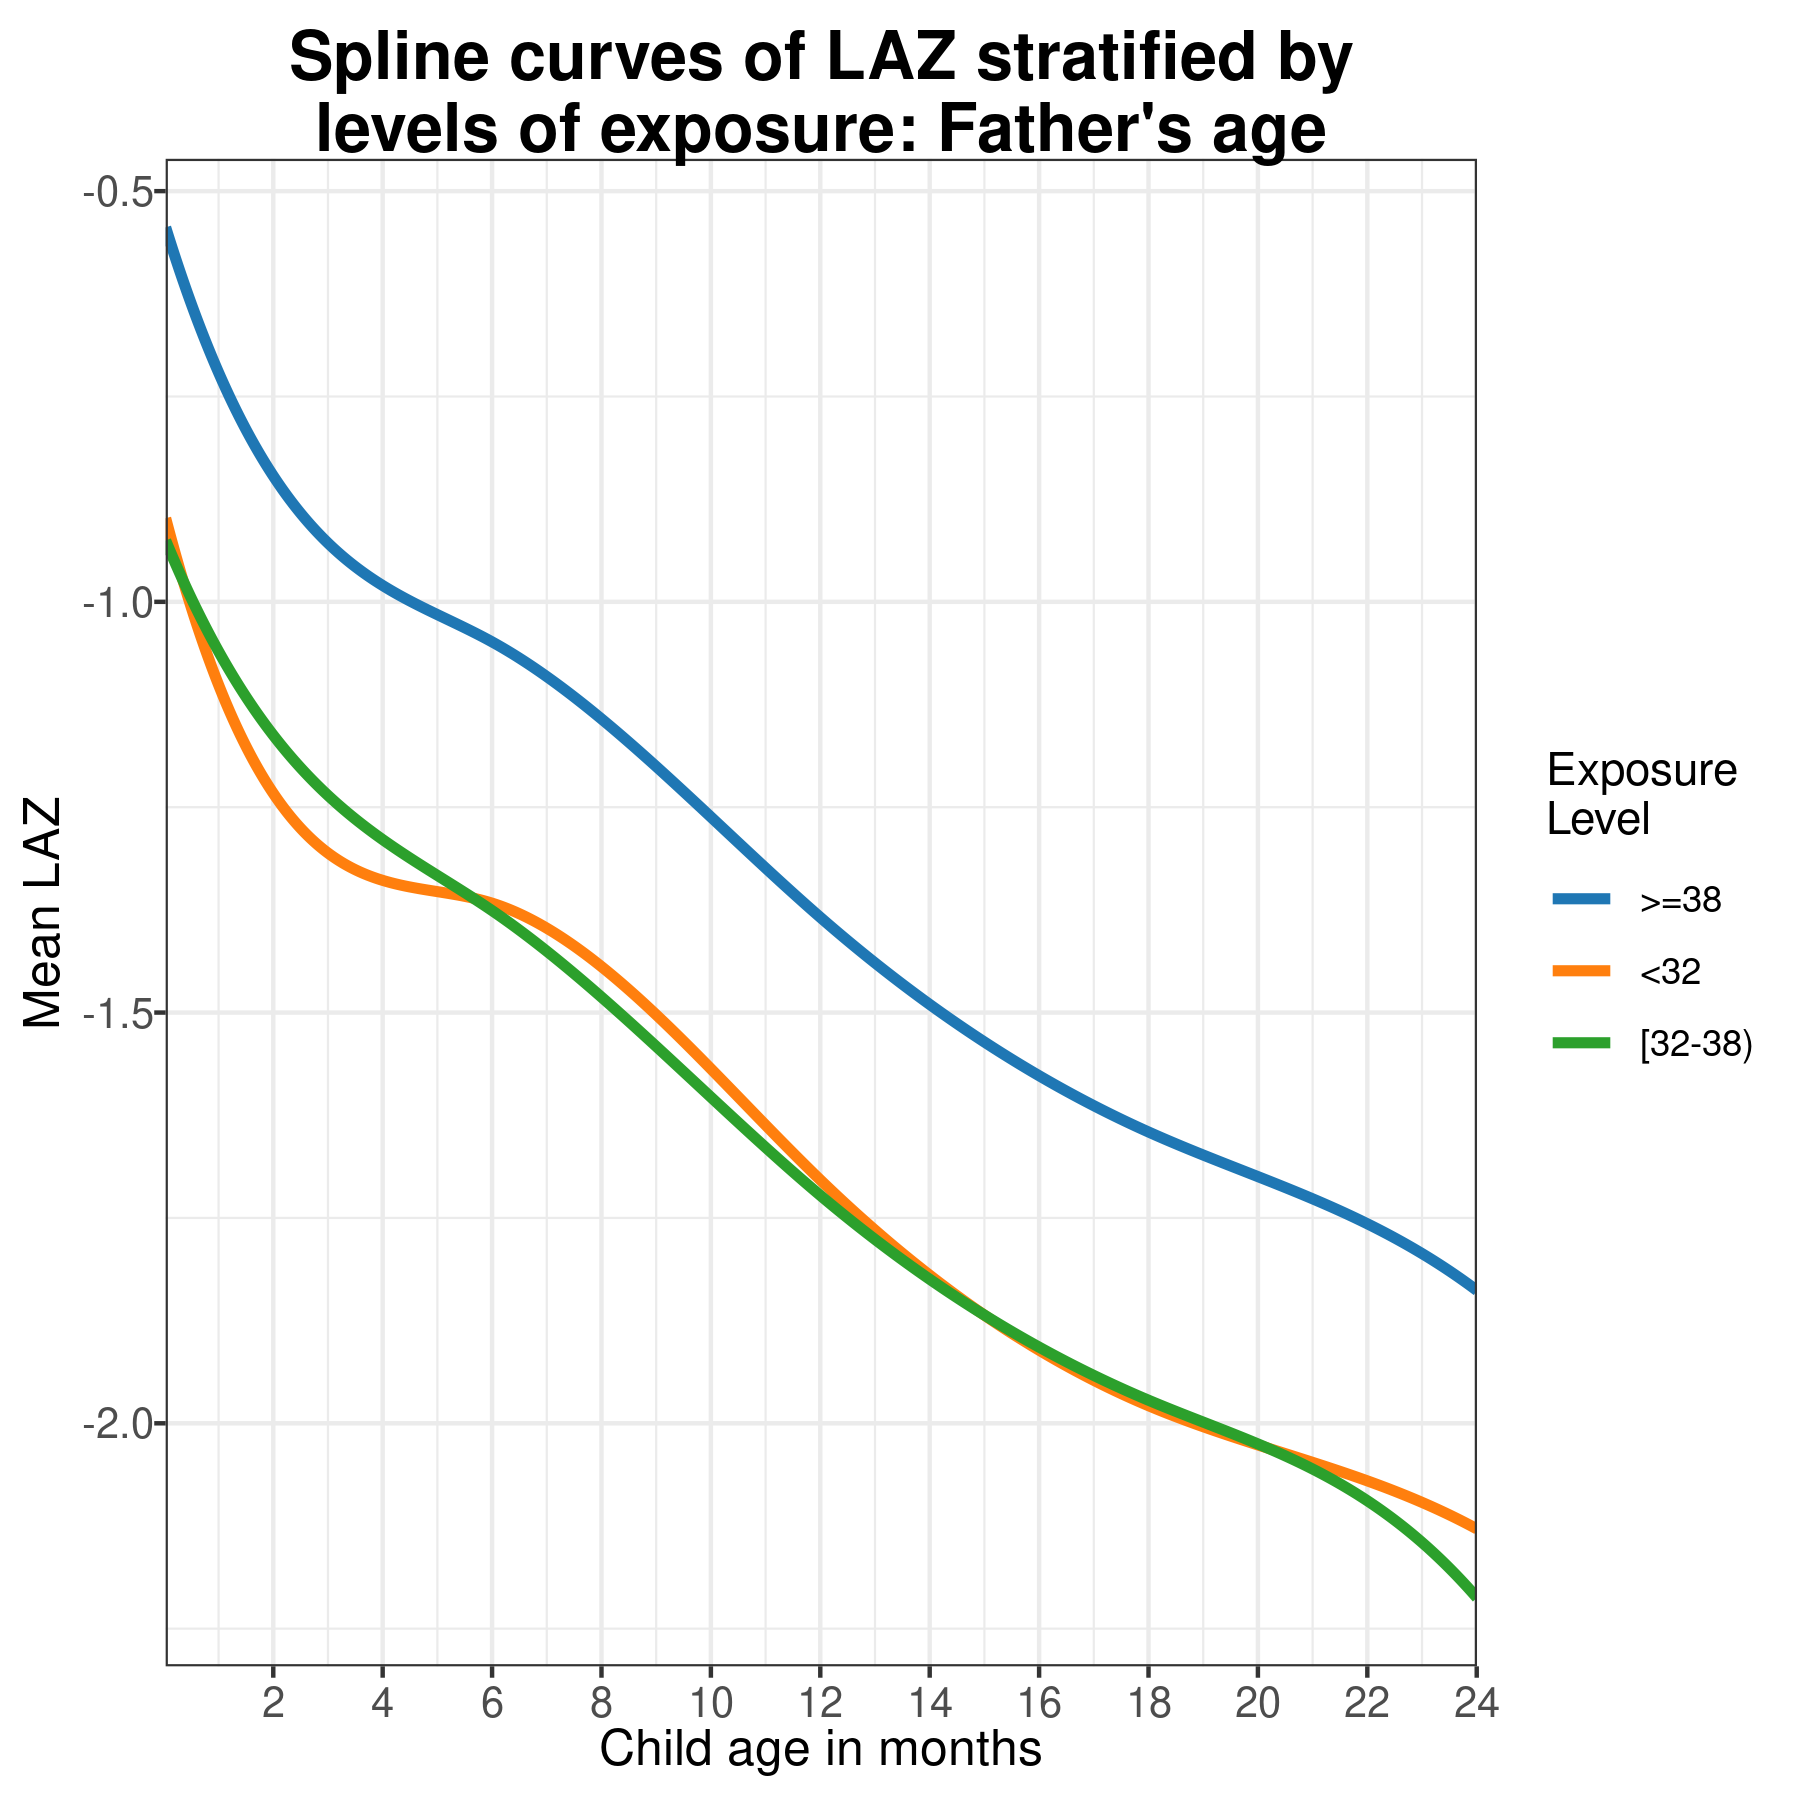 Spline curves of LAZ stratified by
levels of exposure: Father's age
Mean LAZ
-0.5
-1.0
-1.5
-2.0
2 4 6 8 10 12 14 16 18 20 22 24
Child age in months
Exposure
Level
>=38
<32
[32-38)